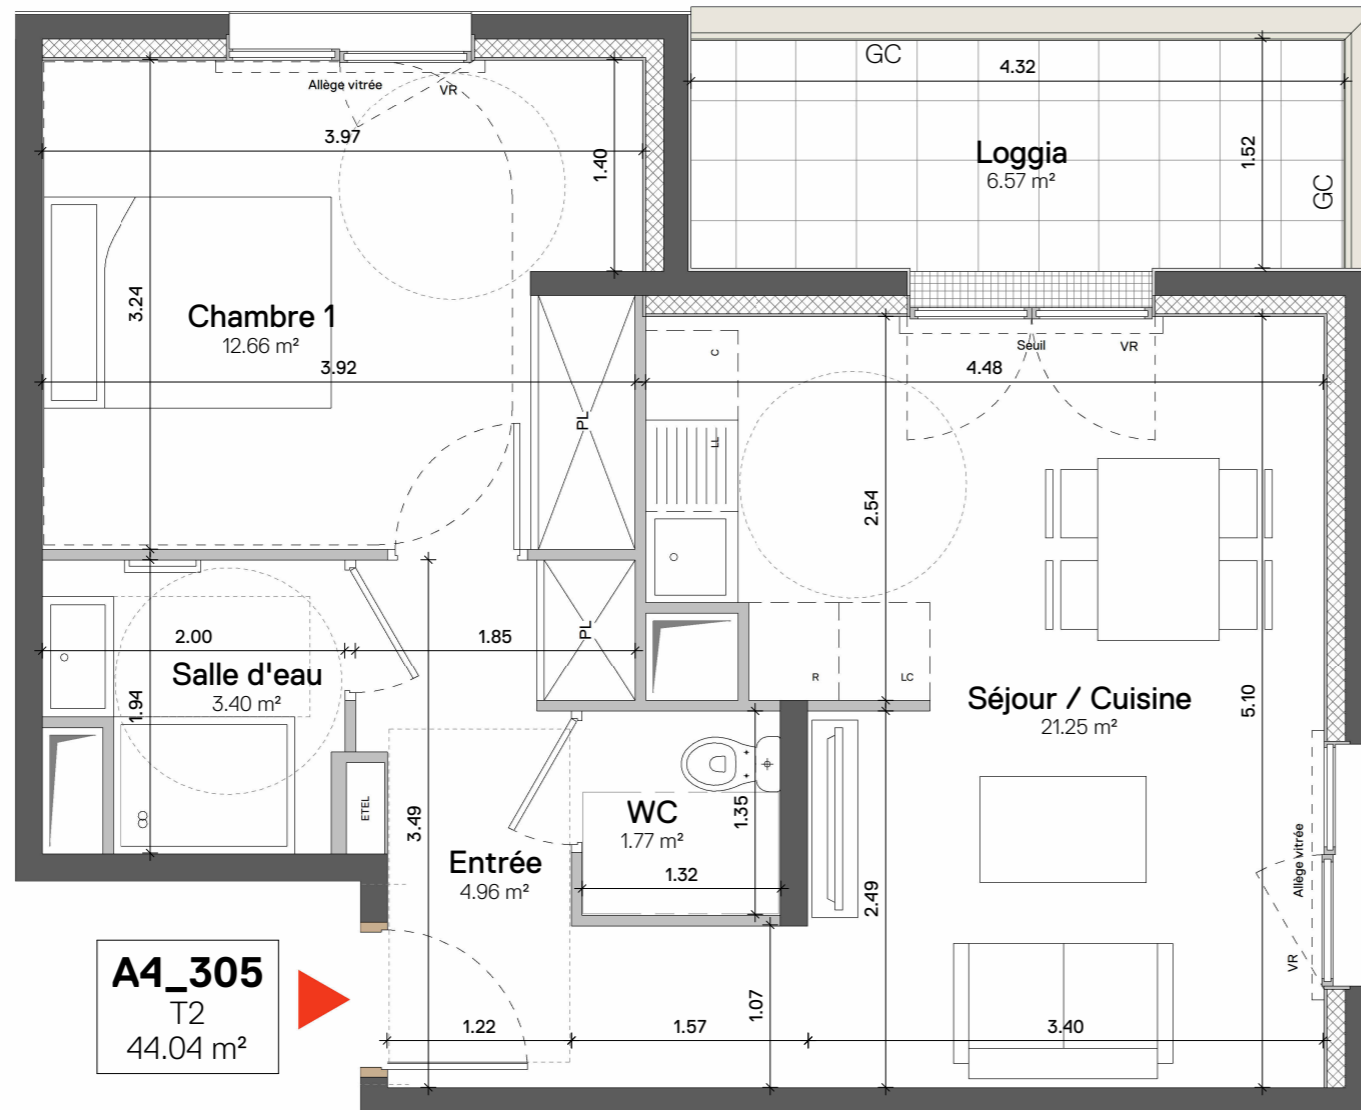 GC
4.32
Allège vitrée
VR
3.97
1.40
Loggia
6.57 m²
1.52
GC
3.24
Chambre 1
12.66 m²
3.92
C
Seuil
VR
4.48
PL
LL
2.54
2.00
1.85
PL
Salle d'eau
3.40 m²
1.94
R
LC
Séjour / Cuisine
21.25 m²
5.10
ETEL
3.49
WC
1.77 m²
1.35
1.32
Entrée
4.96 m²
2.49
Allège vitrée
VR
A4_305
T2
44.04 m²
1.22
1.57
1.07
3.40